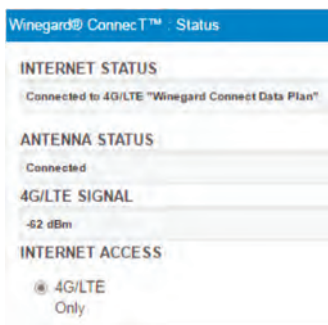 Winegard® ConnecT™ : Status
INTERNET STATUS
Connected to 4G/LTE "Winegard Connect Data Plan"
ANTENNA STATUS
Connected
4G/LTE SIGNAL
-62 dBm
INTERNET ACCESS
4G/LTE
Only